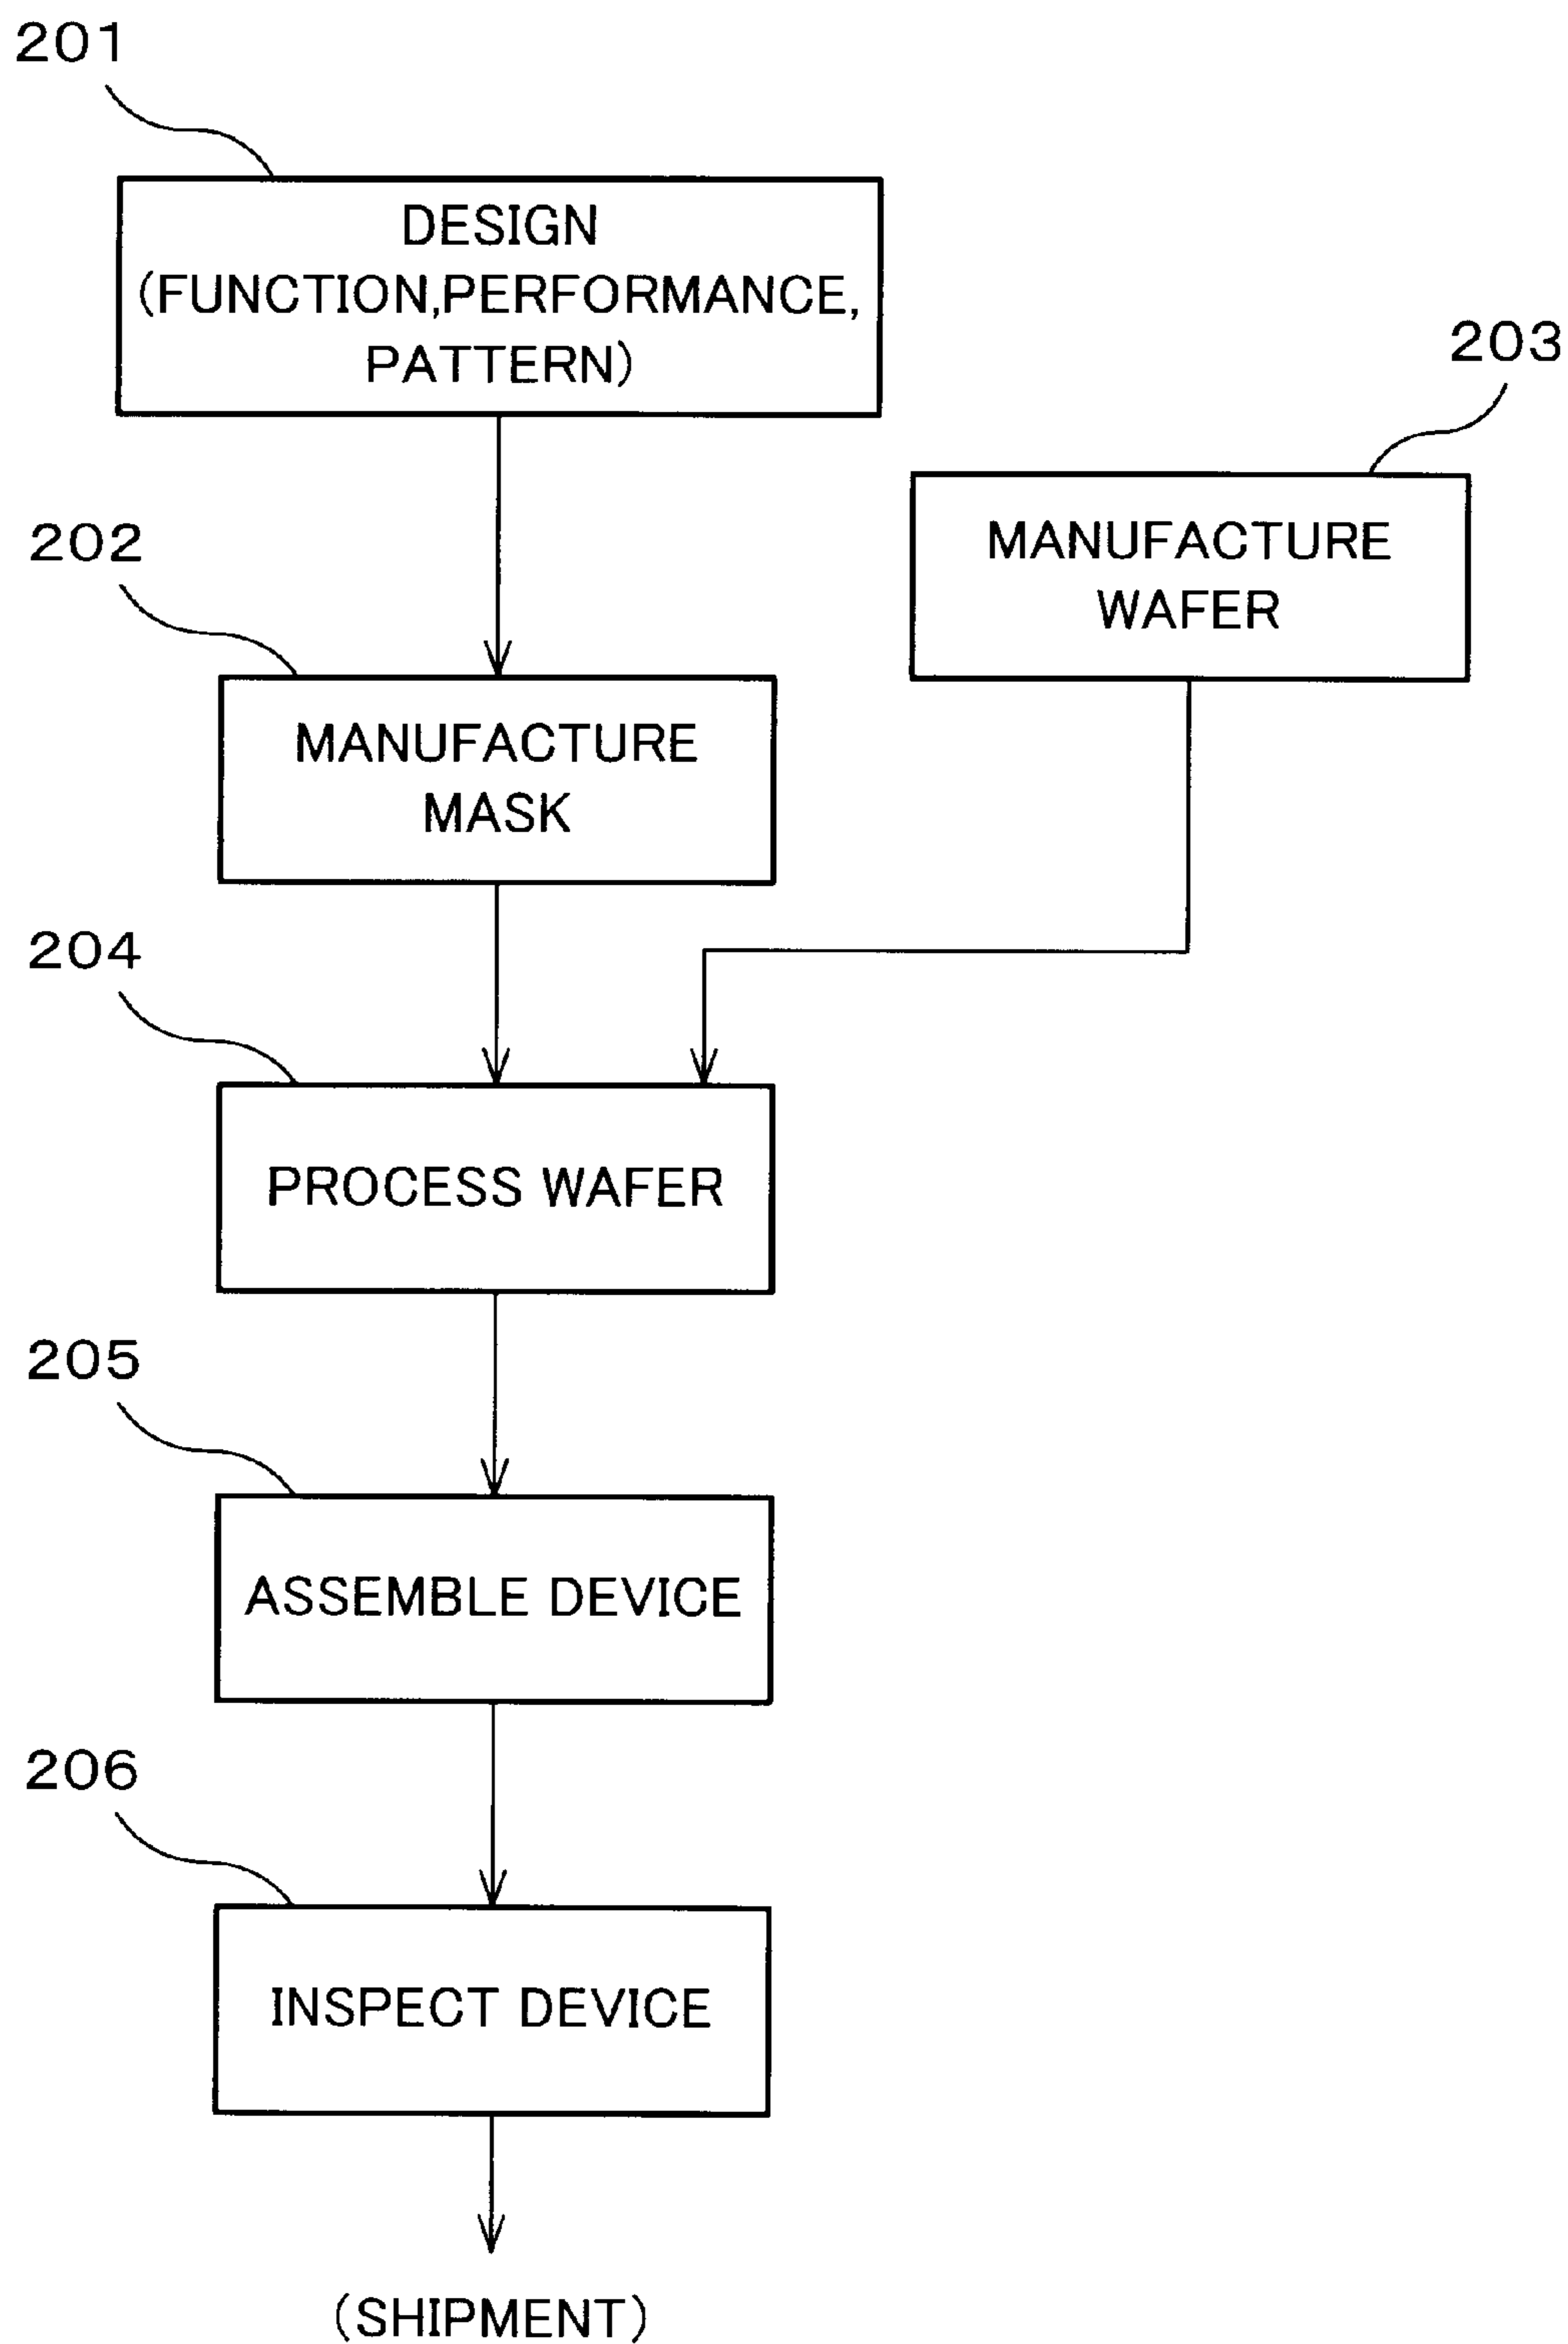 201
DESIGN
(FUNCTION,PERFORMANCE,
PATTERN)
203
MANUFACTURE
WAFER
202
MANUFACTURE
MASK
204
PROCESS WAFER
205
ASSEMBLE DEVICE
206
INSPECT DEVICE
(SHIPMENT)